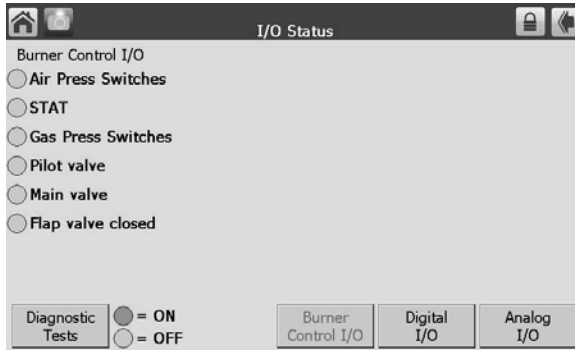 I/O Status
Burner Control I/O
Air Press Switches
STAT
Gas Press Switches
Pilot valve
Main valve
Flap valve closed
Diagnostic
Tests
= ON
= OFF
Burner
Control I/O
Digital
I/O
Analog
I/O